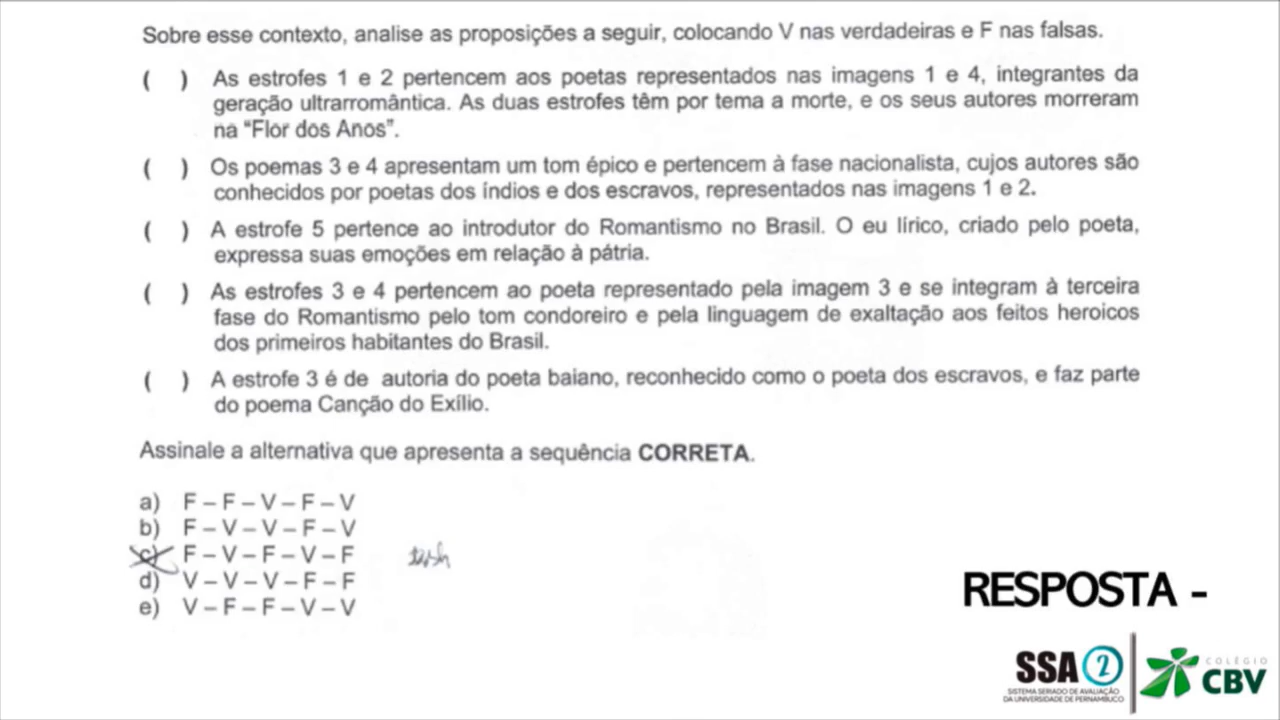 Sobre esse contexto, analise as proposições a seguir, colocando V nas verdadeiras e F nas falsas.
( ) As estrofes 1 e 2 pertencem aos poetas representados nas imagens 1 e 4, integrantes da
geração ultrarromântica. As duas estrofes têm por tema a morte, e os seus autores morreram
na “Flor dos Anos”.
( ) Os poemas 3 e 4 apresentam um tom épico e pertencem à fase nacionalista, cujos autores são
conhecidos por poetas dos índios e dos escravos, representados nas imagens 1 e 2.
( ) A estrofe 5 pertence ao introdutor do Romantismo no Brasil. O eu lírico, criado pelo poeta,
expressa suas emoções em relação à pátria.
( ) As estrofes 3 e 4 pertencem ao poeta representado pela imagem 3 e se integram à terceira
fase do Romantismo pelo tom condoreiro e pela linguagem de exaltação aos feitos heroicos
dos primeiros habitantes do Brasil.
( ) A estrofe 3 é de autoria do poeta baiano, reconhecido como o poeta dos escravos, e faz parte
do poema Canção do Exílio.
Assinale a alternativa que apresenta a sequência CORRETA.
a) F – F – V – F – V
b) F – V – V – F – V
c) F – V – F – V – F
d) V – V – V – F – F
e) V – F – F – V – V
RESPOSTA -
SSA 2
SISTEMA SERIADO DE AVALIAÇÃO
DA UNIVERSIDADE DE PERNAMBUCO
COLÉGIO
CBV